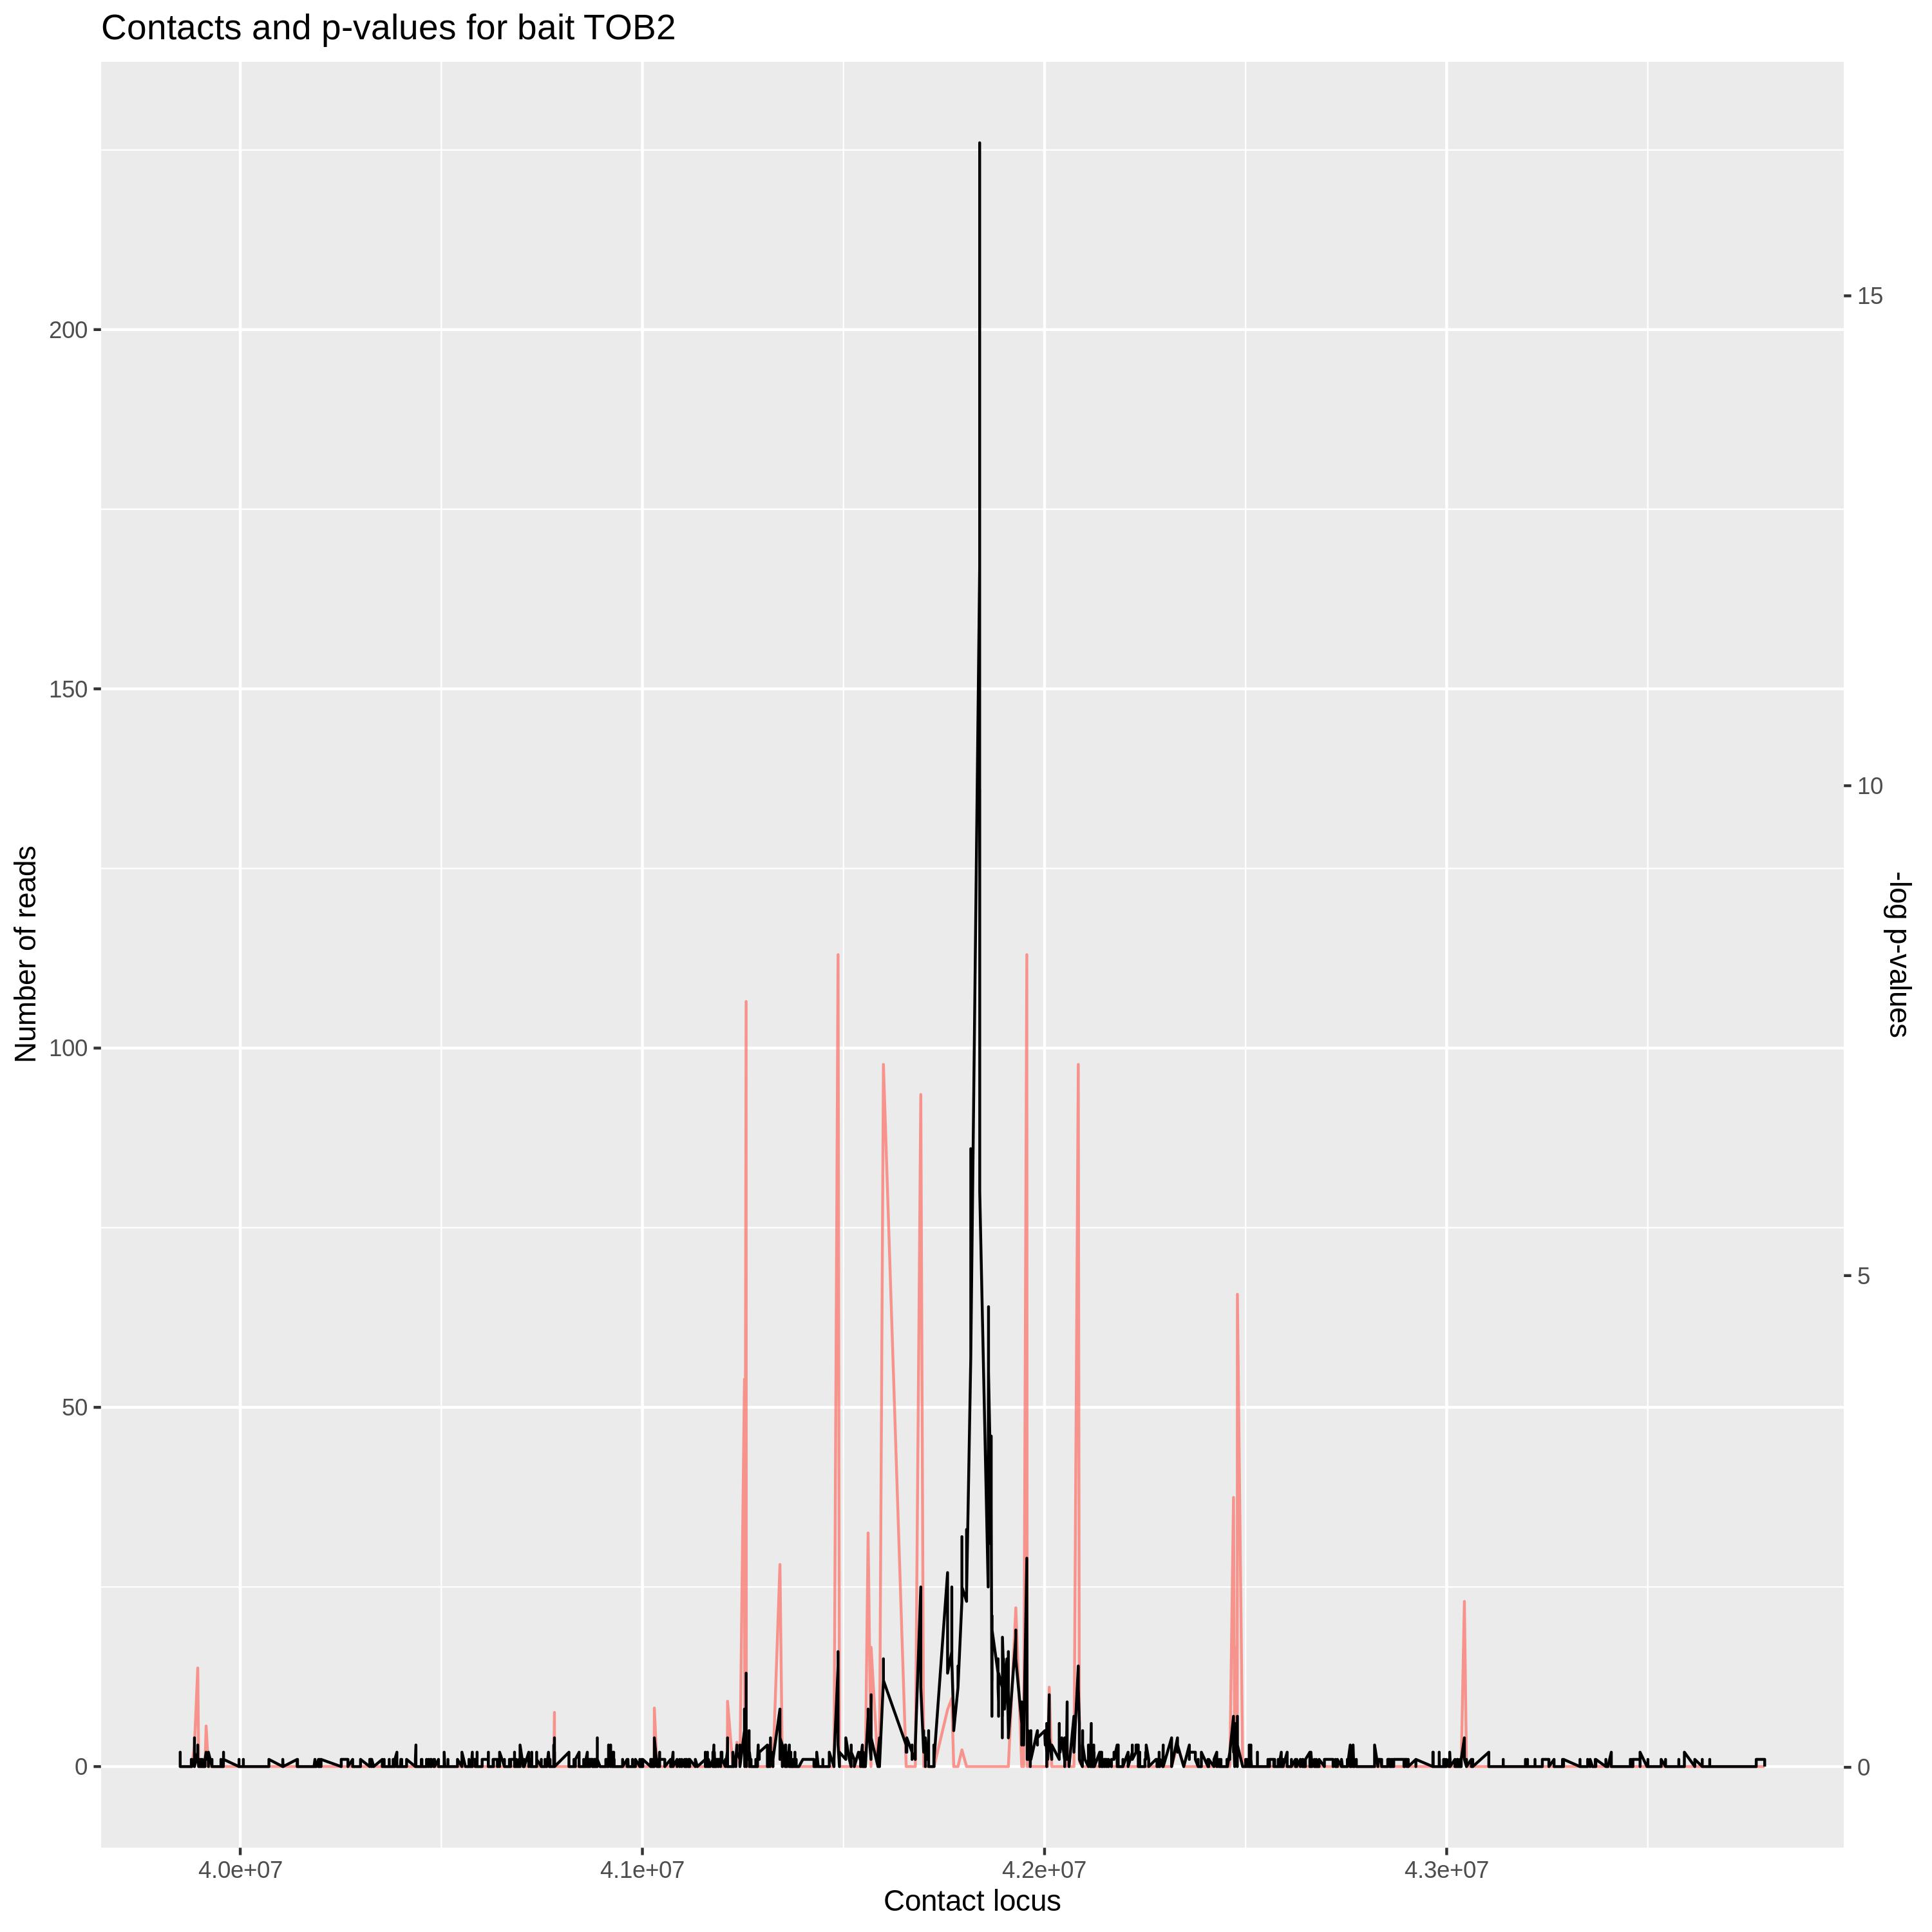 Contacts and p-values for bait TOB2
Number of reads
200
150
100
50
0
15
10
5
0
-log p-values
4.0e+07
4.1e+07
4.2e+07
4.3e+07
Contact locus